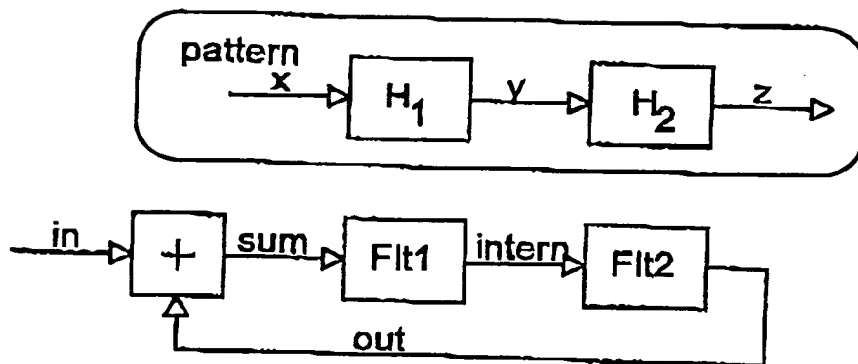 pattern
x H1 y H2 z
in + sum Flt1 intern Flt2
out